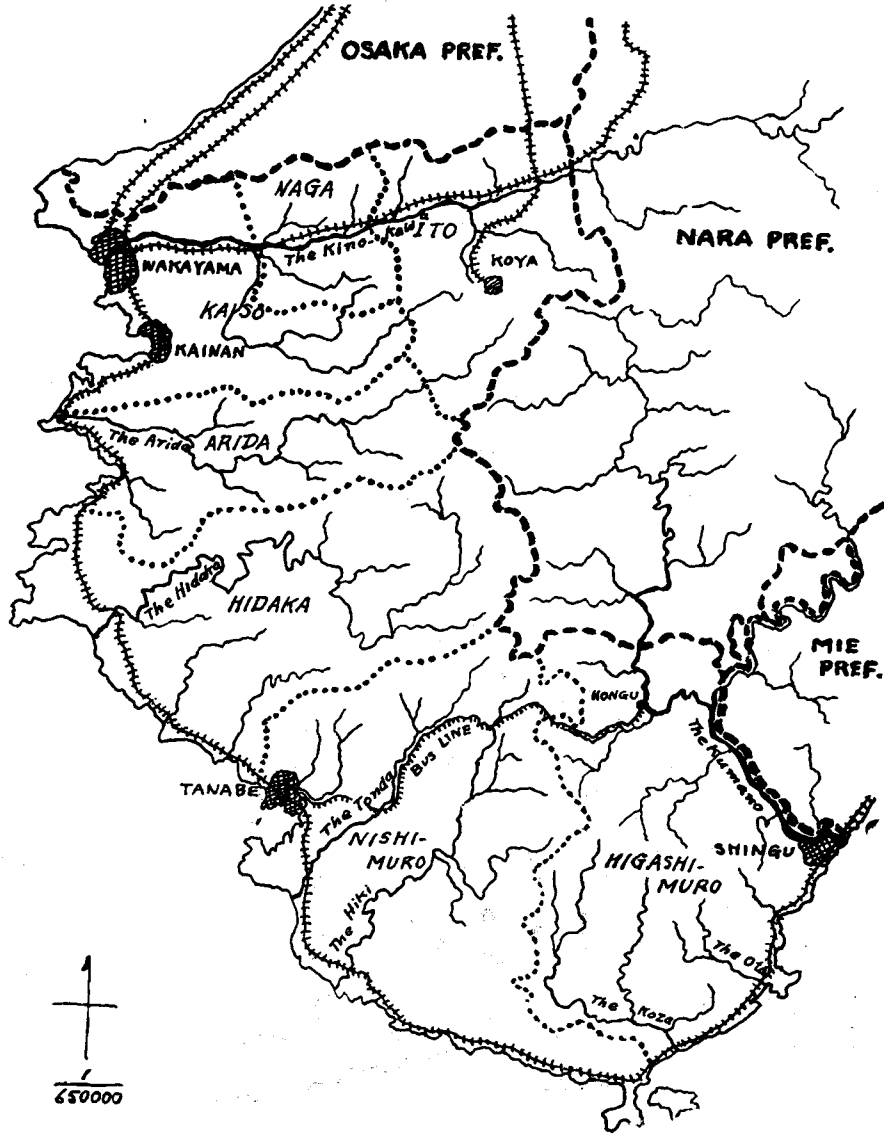 OSAKA PREF.
NAGA
ITO
The Kino-Kawa
NARA PREF.
KOYA
WAKAYAMA
KAISO
KAINAN
The Arida
ARIDA
The Hidaka
HIDAKA
MIE
PREF.
HONGU
BUS LINE
The Kumano
TANABE
The Tonda
NISHI-
MURO
SHINGU
HIGASHI-
MURO
The Hiki
The Ota
The Koza
1
650000